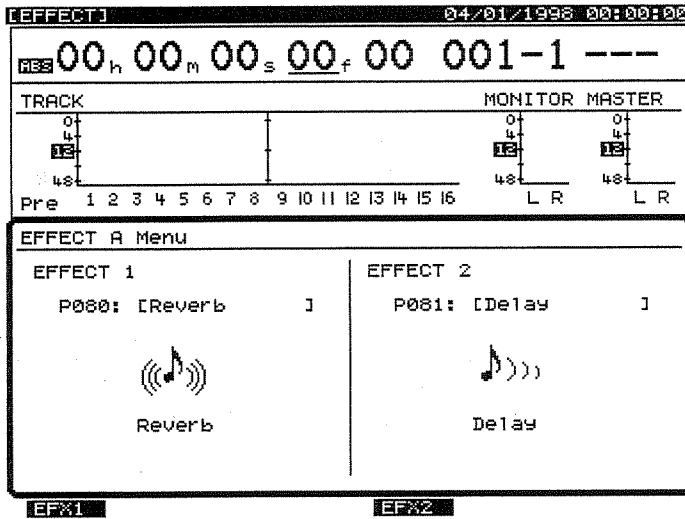 [EFFECT] 04/01/1998 00:00:00
ABS 00h 00m 00s 00f 00 001-1 ---
TRACK MONITOR MASTER
0 0 0
4 4 4
12 12 12
48 48 48
Pre 1 2 3 4 5 6 7 8 9 10 11 12 13 14 15 16 L R L R
EFFECT A Menu
EFFECT 1 EFFECT 2
P080: [Reverb ] P081: [Delay ]
Reverb Delay
EFX1 EFX2